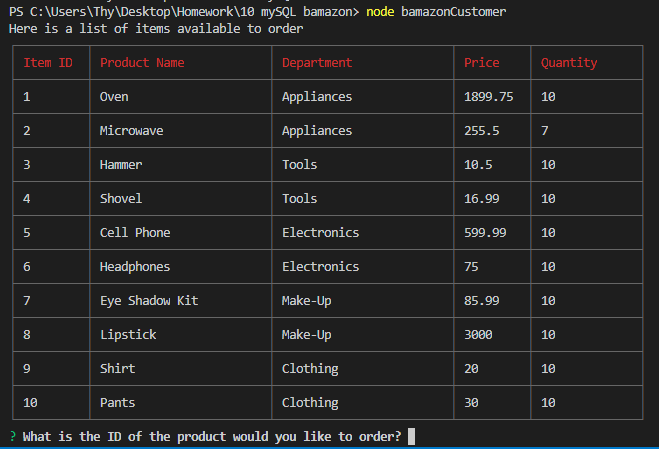 PS C:\Users\Thy\Desktop\Homework\10 mySQL bamazon> node bamazonCustomer
Here is a list of items available to order
Item ID Product Name Department Price Quantity
1 Oven Appliances 1899.75 10
2 Microwave Appliances 255.5 7
3 Hammer Tools 10.5 10
4 Shovel Tools 16.99 10
5 Cell Phone Electronics 599.99 10
6 Headphones Electronics 75 10
7 Eye Shadow Kit Make-Up 85.99 10
8 Lipstick Make-Up 3000 10
9 Shirt Clothing 20 10
10 Pants Clothing 30 10
? What is the ID of the product would you like to order?